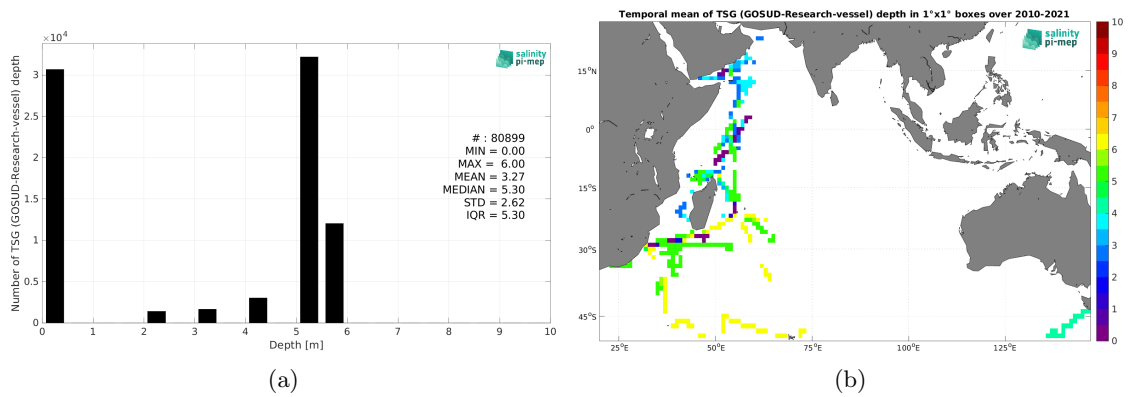 ×10⁴
3
2.5
2
1.5
1
0.5
0
Number of TSG (GOSUD-Research-vessel) depth
0 1 2 3 4 5 6 7 8 9 10
Depth [m]
salinity
pi-mep
# : 80899
MIN = 0.00
MAX = 6.00
MEAN = 3.27
MEDIAN = 5.30
STD = 2.62
IQR = 5.30
(a)
Temporal mean of TSG (GOSUD-Research-vessel) depth in 1°x1° boxes over 2010-2021
salinity
pi-mep
15°N
0°
15°S
30°S
45°S
25°E 50°E 75°E 100°E 125°E
10
9
8
7
6
5
4
3
2
1
0
(b)